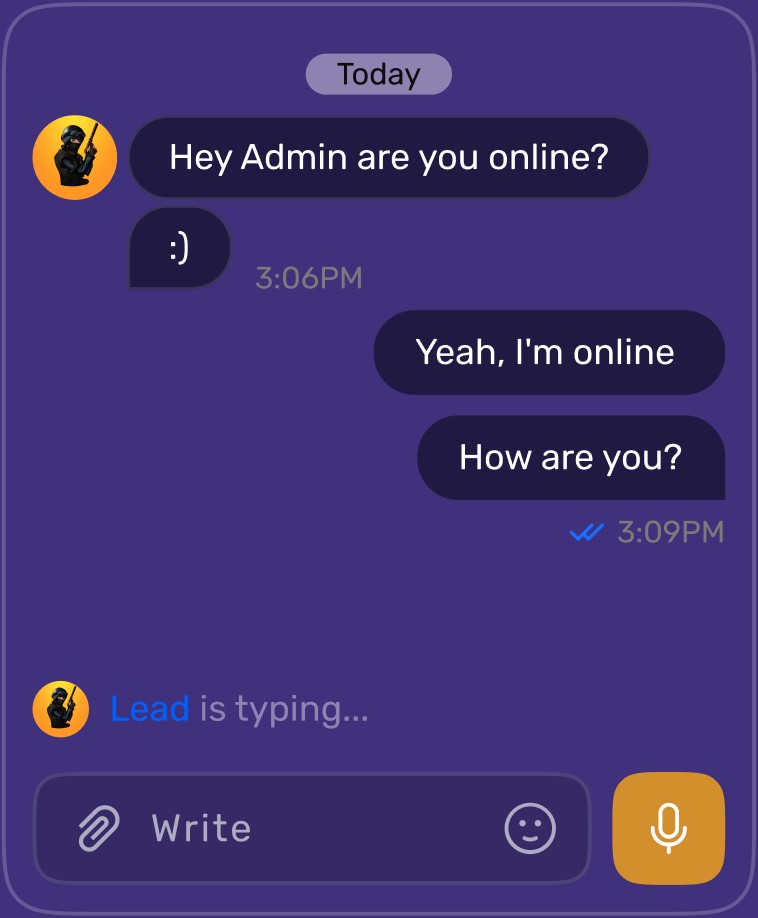 Today
Hey Admin are you online?
:)
3:06PM
Yeah, I'm online
How are you?
3:09PM
Lead is typing...
Write